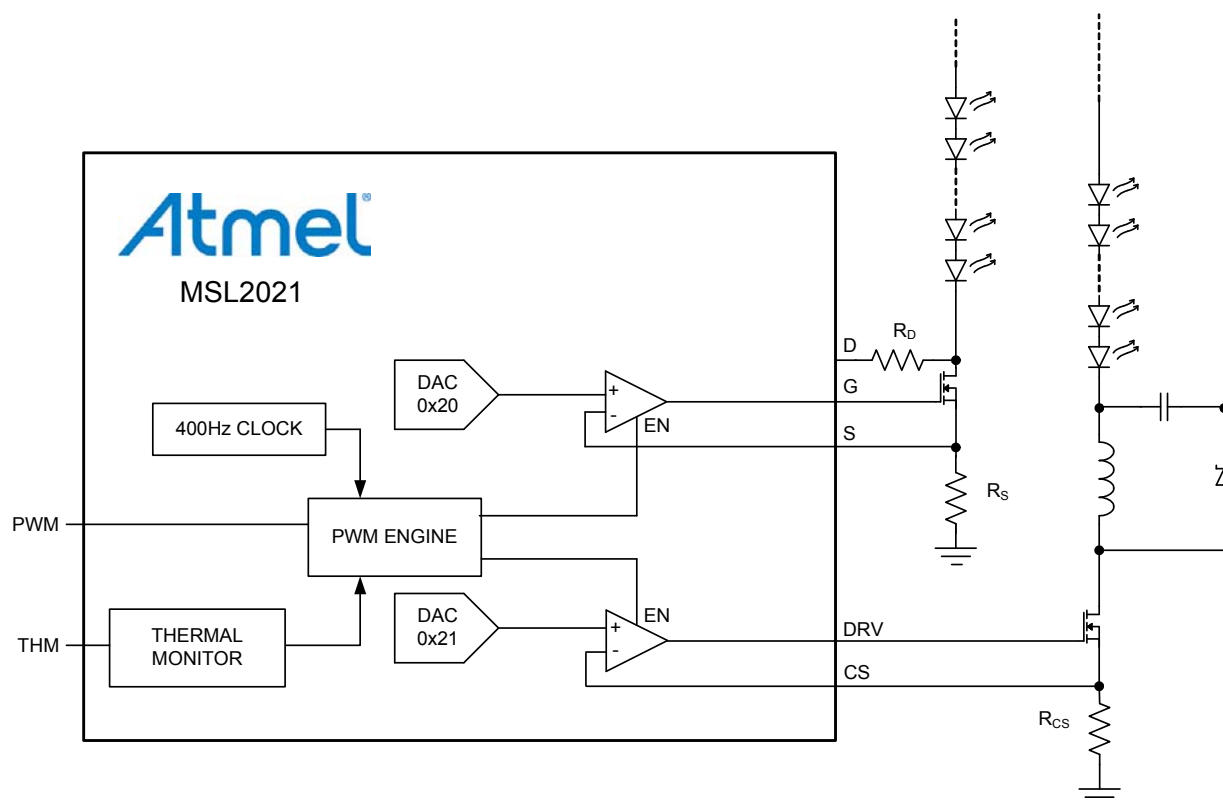 Atmel®
MSL2021
DAC
0x20
400Hz CLOCK
PWM
PWM ENGINE
THM
THERMAL
MONITOR
DAC
0x21
+
-
EN
+
-
EN
D
G
S
DRV
CS
RD
RS
RCS